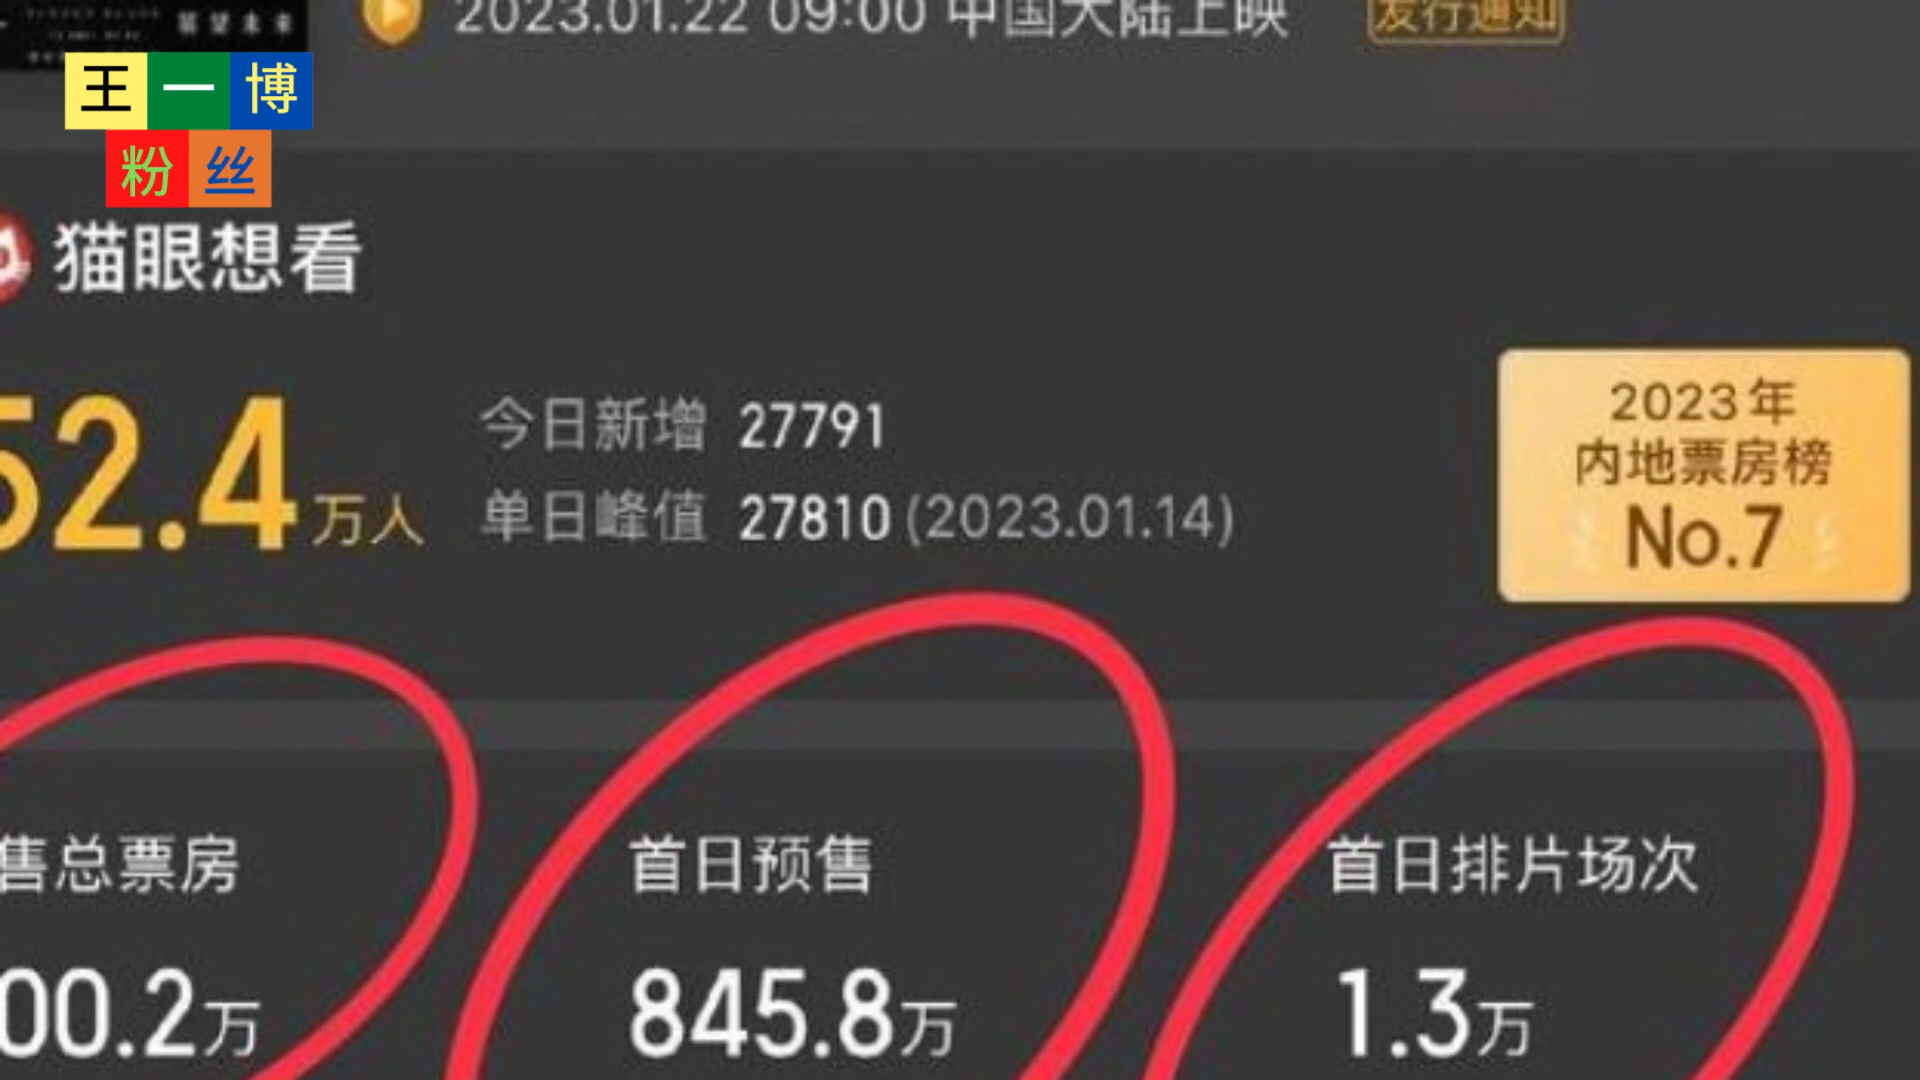 展望未来
2023.01.22 09:00 中国大陆上映
发行通知
王一博
粉丝
猫眼想看
52.4万人
今日新增 27791
单日峰值 27810 (2023.01.14)
2023年
内地票房榜
No.7
售总票房
首日预售
首日排片场次
00.2万
845.8万
1.3万